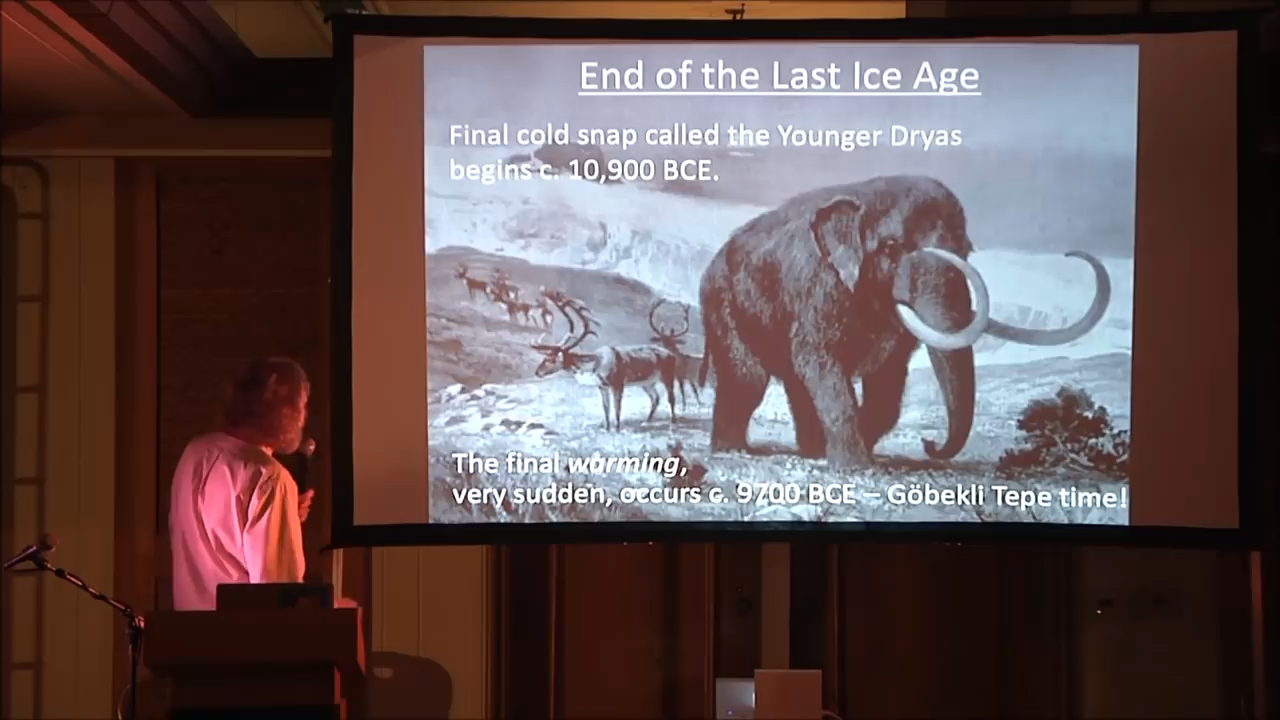 End of the Last Ice Age
Final cold snap called the Younger Dryas
begins c. 10,900 BCE.
The final warming,
very sudden, occurs c. 9700 BCE – Göbekli Tepe time!